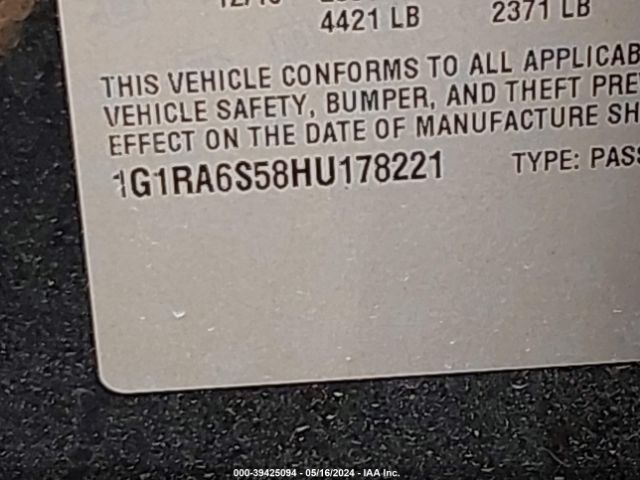 4421 LB 2371 LB
THIS VEHICLE CONFORMS TO ALL APPLICAB
VEHICLE SAFETY, BUMPER, AND THEFT PRE
EFFECT ON THE DATE OF MANUFACTURE SH
1G1RA6S58HU178221 TYPE: PASS
000-39425094 - 05/16/2024 - IAA Inc.